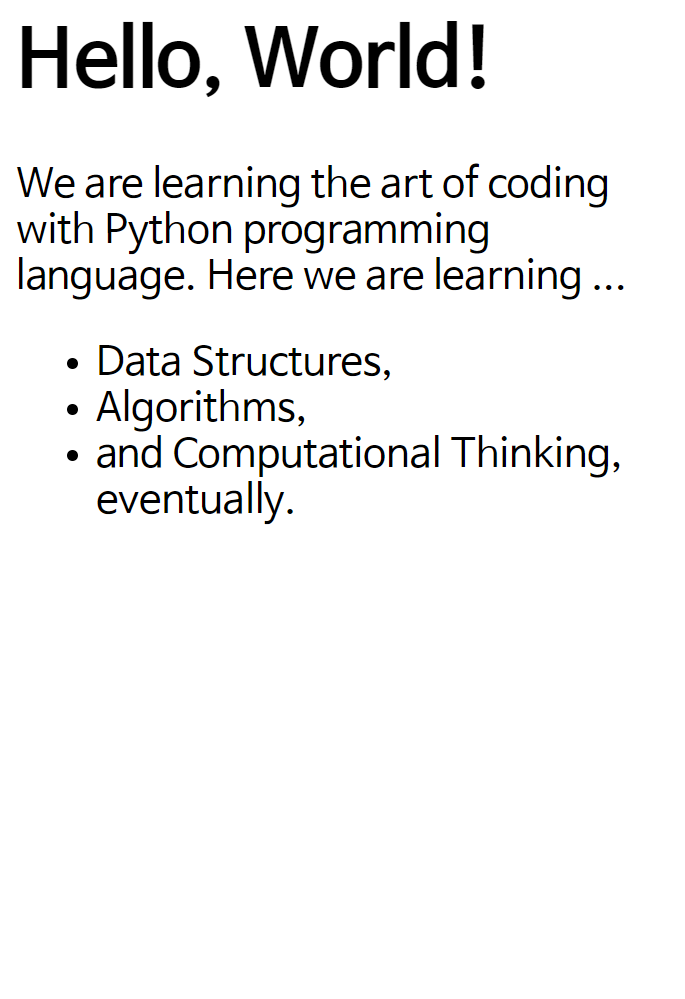 Hello, World!
We are learning the art of coding
with Python programming
language. Here we are learning ...
• Data Structures,
• Algorithms,
• and Computational Thinking,
eventually.